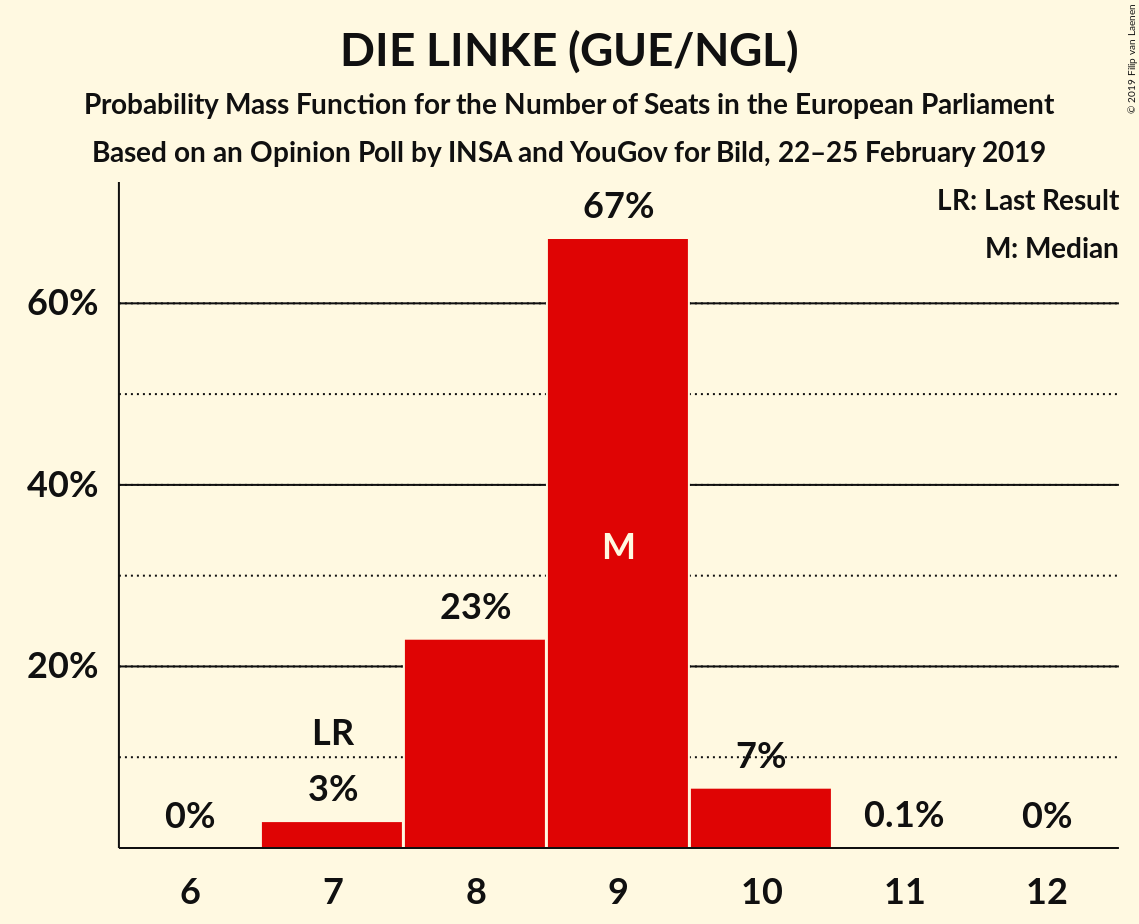 DIE LINKE (GUE/NGL)
Probability Mass Function for the Number of Seats in the European Parliament
Based on an Opinion Poll by INSA and YouGov for Bild, 22–25 February 2019
© 2019 Filip van Laenen
LR: Last Result
M: Median
67%
60%
40%
M
23%
20%
LR
7%
3%
0%
0.1%
0%
6 7 8 9 10 11 12